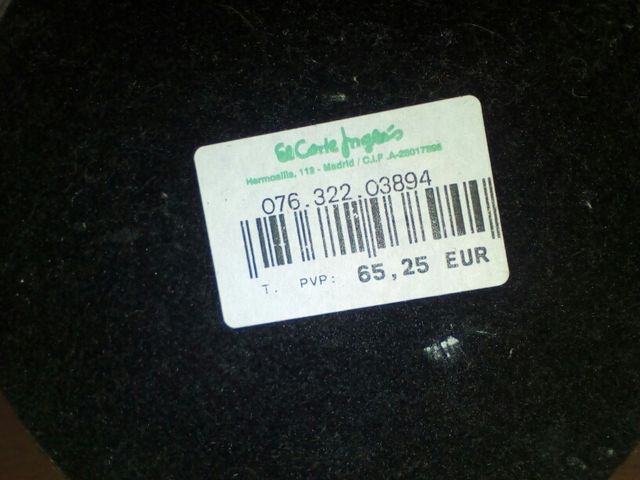 El Corte Inglés
Hermosilla, 112 - Madrid / C.I.F. A-28017895
076.322.03894
T. PVP: 65,25 EUR